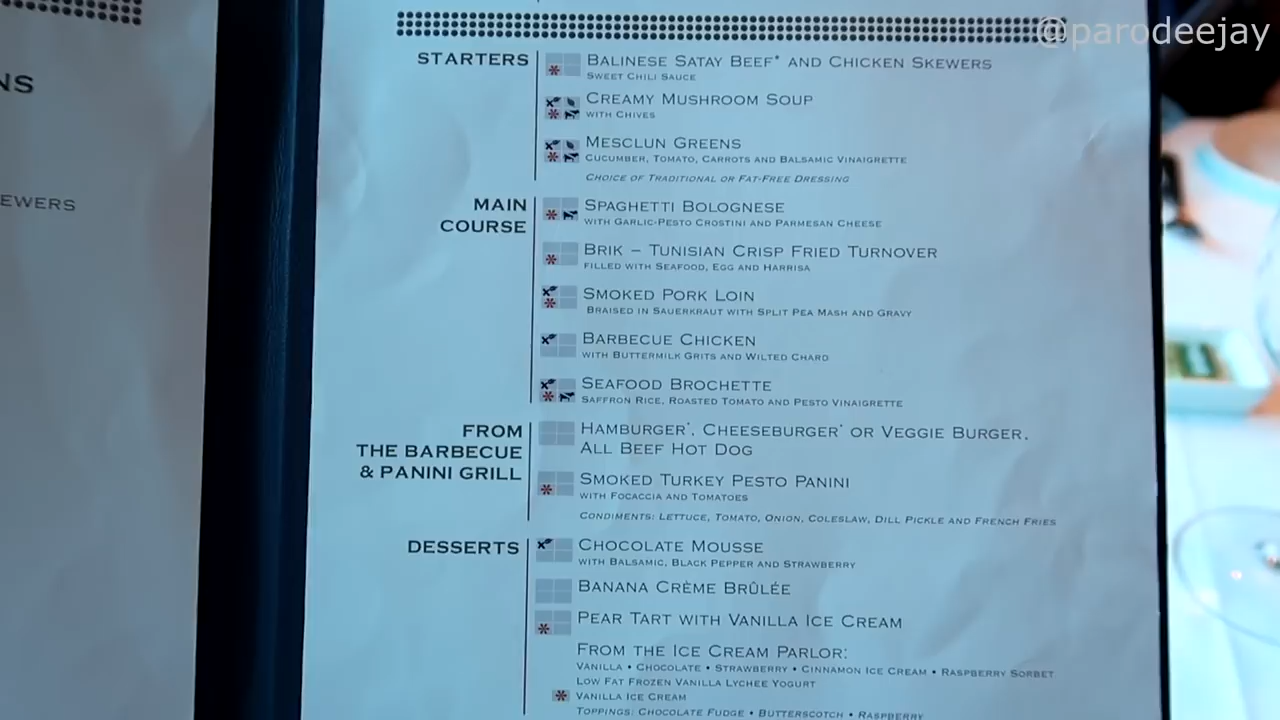 @parodeejay
NS
EWERS
STARTERS
BALINESE SATAY BEEF* AND CHICKEN SKEWERS
SWEET CHILI SAUCE
CREAMY MUSHROOM SOUP
WITH CHIVES
MESCLUN GREENS
CUCUMBER, TOMATO, CARROTS AND BALSAMIC VINAIGRETTE
CHOICE OF TRADITIONAL OR FAT-FREE DRESSING
MAIN
COURSE
SPAGHETTI BOLOGNESE
WITH GARLIC-PESTO CROSTINI AND PARMESAN CHEESE
BRIK – TUNISIAN CRISP FRIED TURNOVER
FILLED WITH SEAFOOD, EGG AND HARRISA
SMOKED PORK LOIN
BRAISED IN SAUERKRAUT WITH SPLIT PEA MASH AND GRAVY
BARBECUE CHICKEN
WITH BUTTERMILK GRITS AND WILTED CHARD
SEAFOOD BROCHETTE
SAFFRON RICE, ROASTED TOMATO AND PESTO VINAIGRETTE
FROM
THE BARBECUE
& PANINI GRILL
HAMBURGER*, CHEESEBURGER* OR VEGGIE BURGER,
ALL BEEF HOT DOG
SMOKED TURKEY PESTO PANINI
WITH FOCACCIA AND TOMATOES
CONDIMENTS: LETTUCE, TOMATO, ONION, COLESLAW, DILL PICKLE AND FRENCH FRIES
DESSERTS
CHOCOLATE MOUSSE
WITH BALSAMIC, BLACK PEPPER AND STRAWBERRY
BANANA CRÈME BRÛLÉE
PEAR TART WITH VANILLA ICE CREAM
FROM THE ICE CREAM PARLOR:
VANILLA • CHOCOLATE • STRAWBERRY • CINNAMON ICE CREAM • RASPBERRY SORBET
LOW FAT FROZEN VANILLA LYCHEE YOGURT
VANILLA ICE CREAM
TOPPINGS: CHOCOLATE FUDGE • BUTTERSCOTCH • RASPBERRY